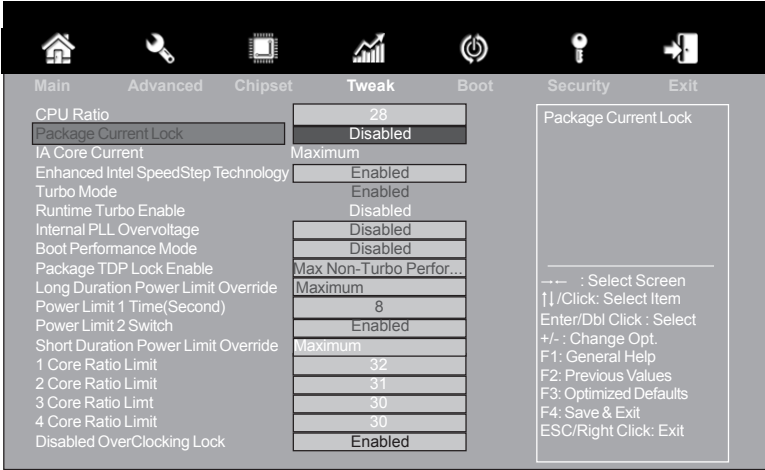 Main Advanced Chipset Tweak Boot Security Exit
CPU Ratio 28
Package Current Lock Disabled
IA Core Current Maximum
Enhanced Intel SpeedStep Technology Enabled
Turbo Mode Enabled
Runtime Turbo Enable Disabled
Internal PLL Overvoltage Disabled
Boot Performance Mode Disabled
Package TDP Lock Enable Max Non-Turbo Perfor...
Long Duration Power Limit Override Maximum
Power Limit 1 Time(Second) 8
Power Limit 2 Switch Enabled
Short Duration Power Limit Override Maximum
1 Core Ratio Limit 32
2 Core Ratio Limit 31
3 Core Ratio Limt 30
4 Core Ratio Limit 30
Disabled OverClocking Lock Enabled
Package Current Lock
→← : Select Screen
↑↓/Click: Select Item
Enter/Dbl Click : Select
+/- : Change Opt.
F1: General Help
F2: Previous Values
F3: Optimized Defaults
F4: Save & Exit
ESC/Right Click: Exit